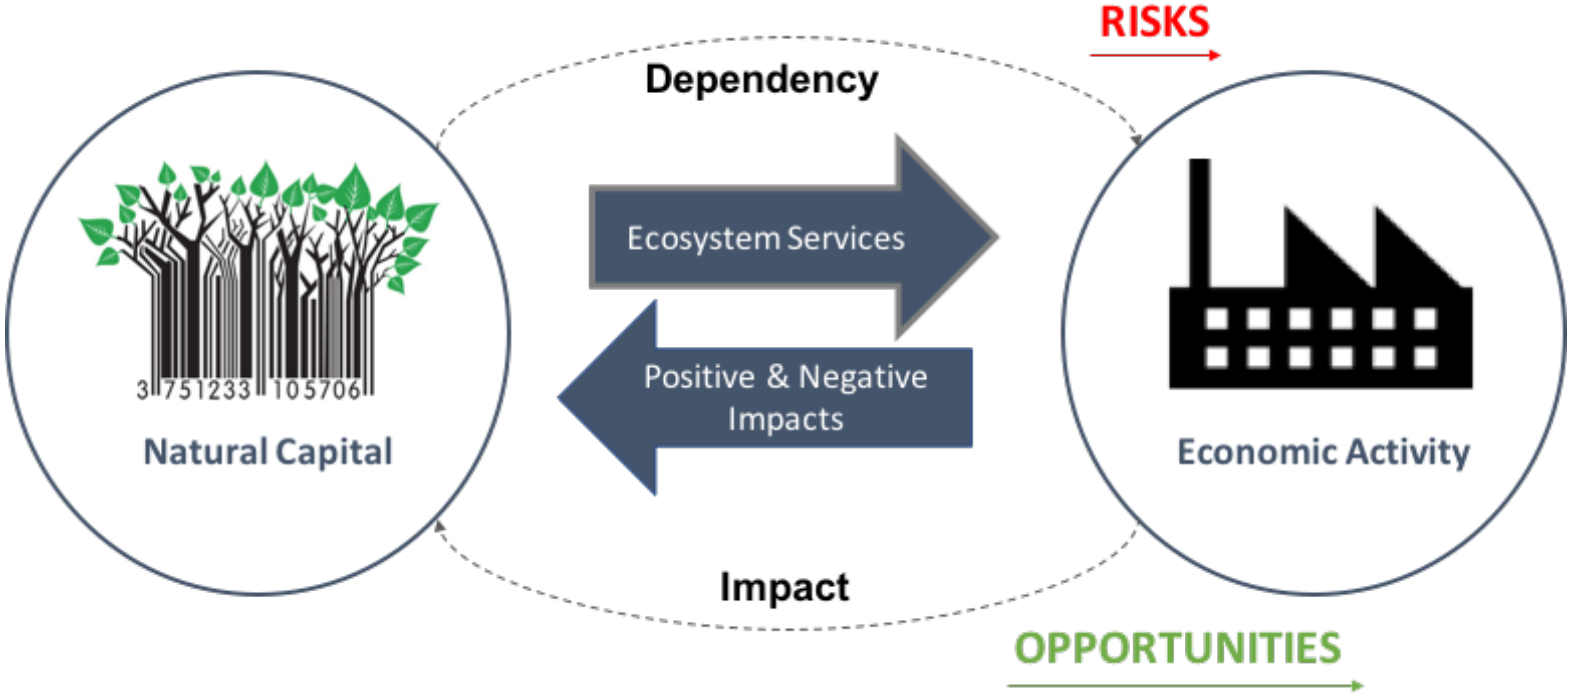 RISKS
Dependency
Ecosystem Services
Positive & Negative
Impacts
3 751233 105706
Natural Capital
Economic Activity
Impact
OPPORTUNITIES